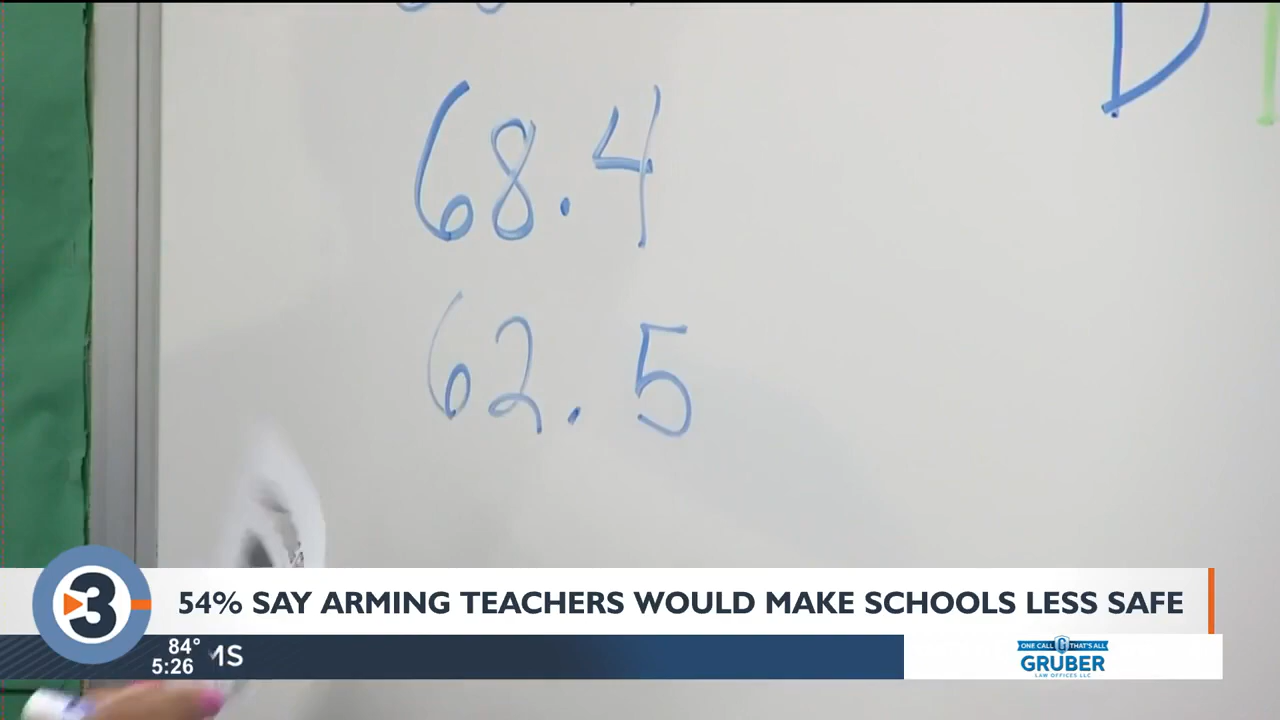 68.4
62.5
3
54% SAY ARMING TEACHERS WOULD MAKE SCHOOLS LESS SAFE
84°
5:26
MS
ONE CALL G THAT'S ALL
GRUBER
LAW OFFICES LLC